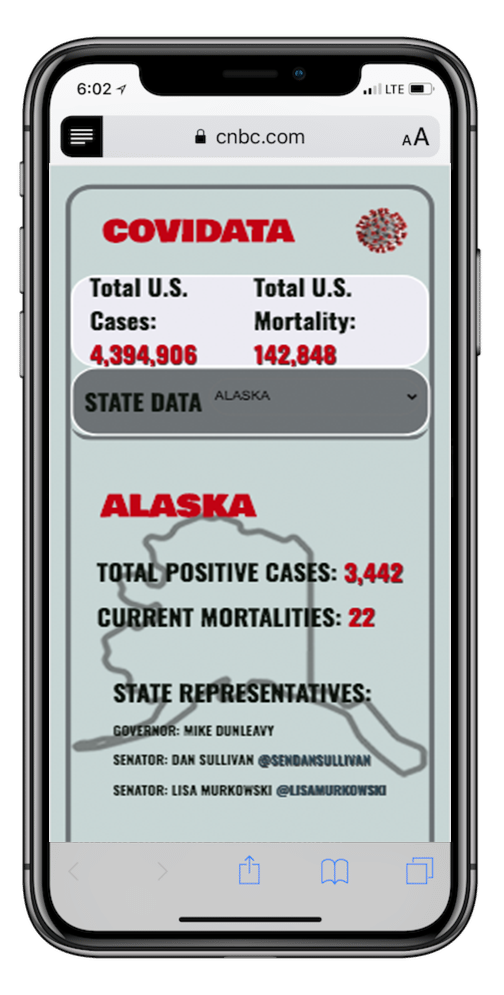 6:02
LTE
cnbc.com
AA
COVIDATA
Total U.S.
Cases:
4,394,906
Total U.S.
Mortality:
142,848
STATE DATA ALASKA
ALASKA
TOTAL POSITIVE CASES: 3,442
CURRENT MORTALITIES: 22
STATE REPRESENTATIVES:
GOVERNOR: MIKE DUNLEAVY
SENATOR: DAN SULLIVAN @SENDANSULLIVAN
SENATOR: LISA MURKOWSKI @LISAMURKOWSKI